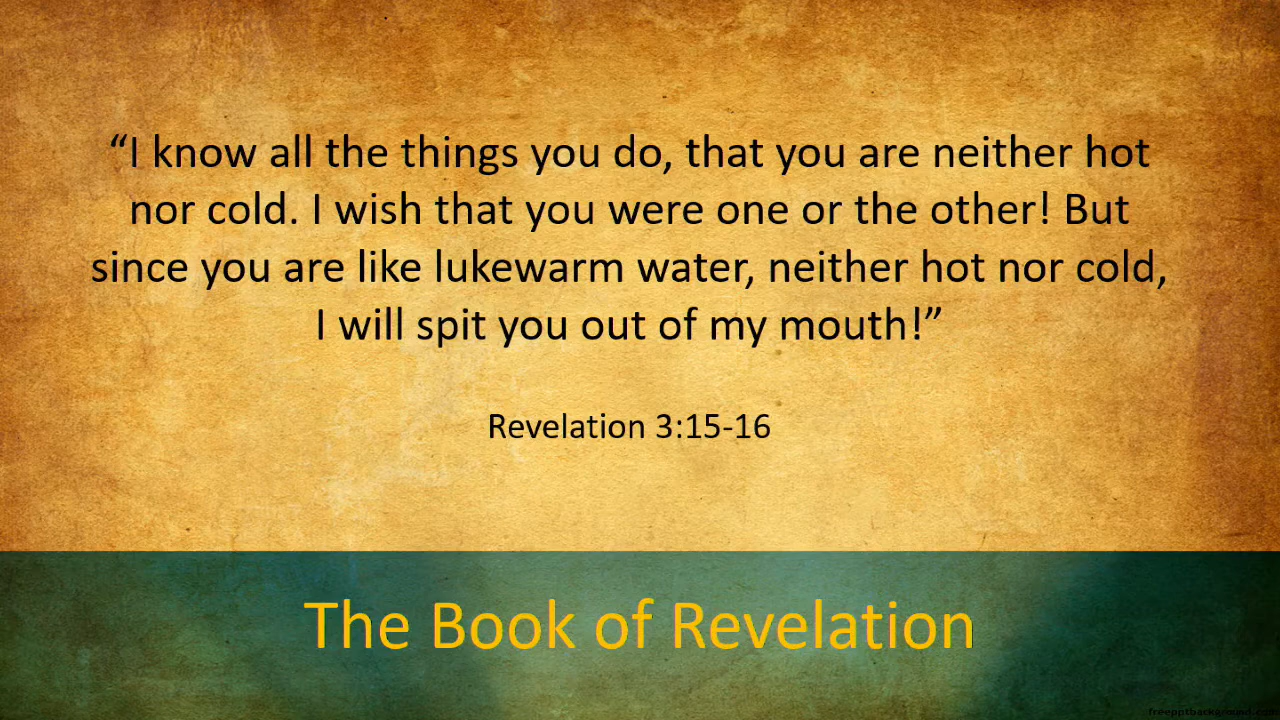 “I know all the things you do, that you are neither hot
nor cold. I wish that you were one or the other! But
since you are like lukewarm water, neither hot nor cold,
I will spit you out of my mouth!”
Revelation 3:15-16
The Book of Revelation
freepptbackground.com